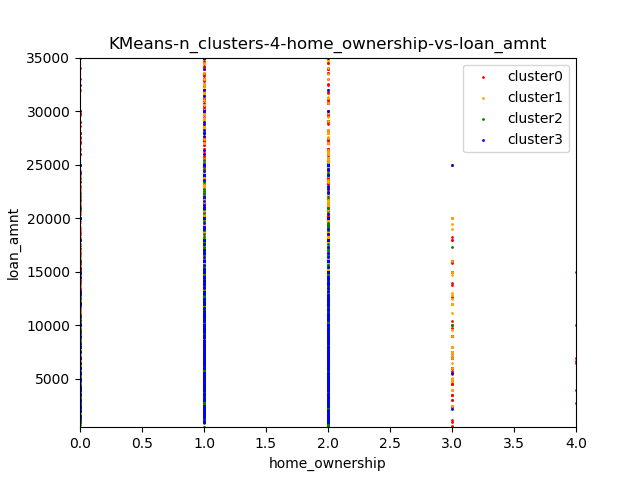 KMeans-n_clusters-4-home_ownership-vs-loan_amnt
35000
30000
25000
20000
15000
10000
5000
loan_amnt
cluster0
cluster1
cluster2
cluster3
0.0 0.5 1.0 1.5 2.0 2.5 3.0 3.5 4.0
home_ownership